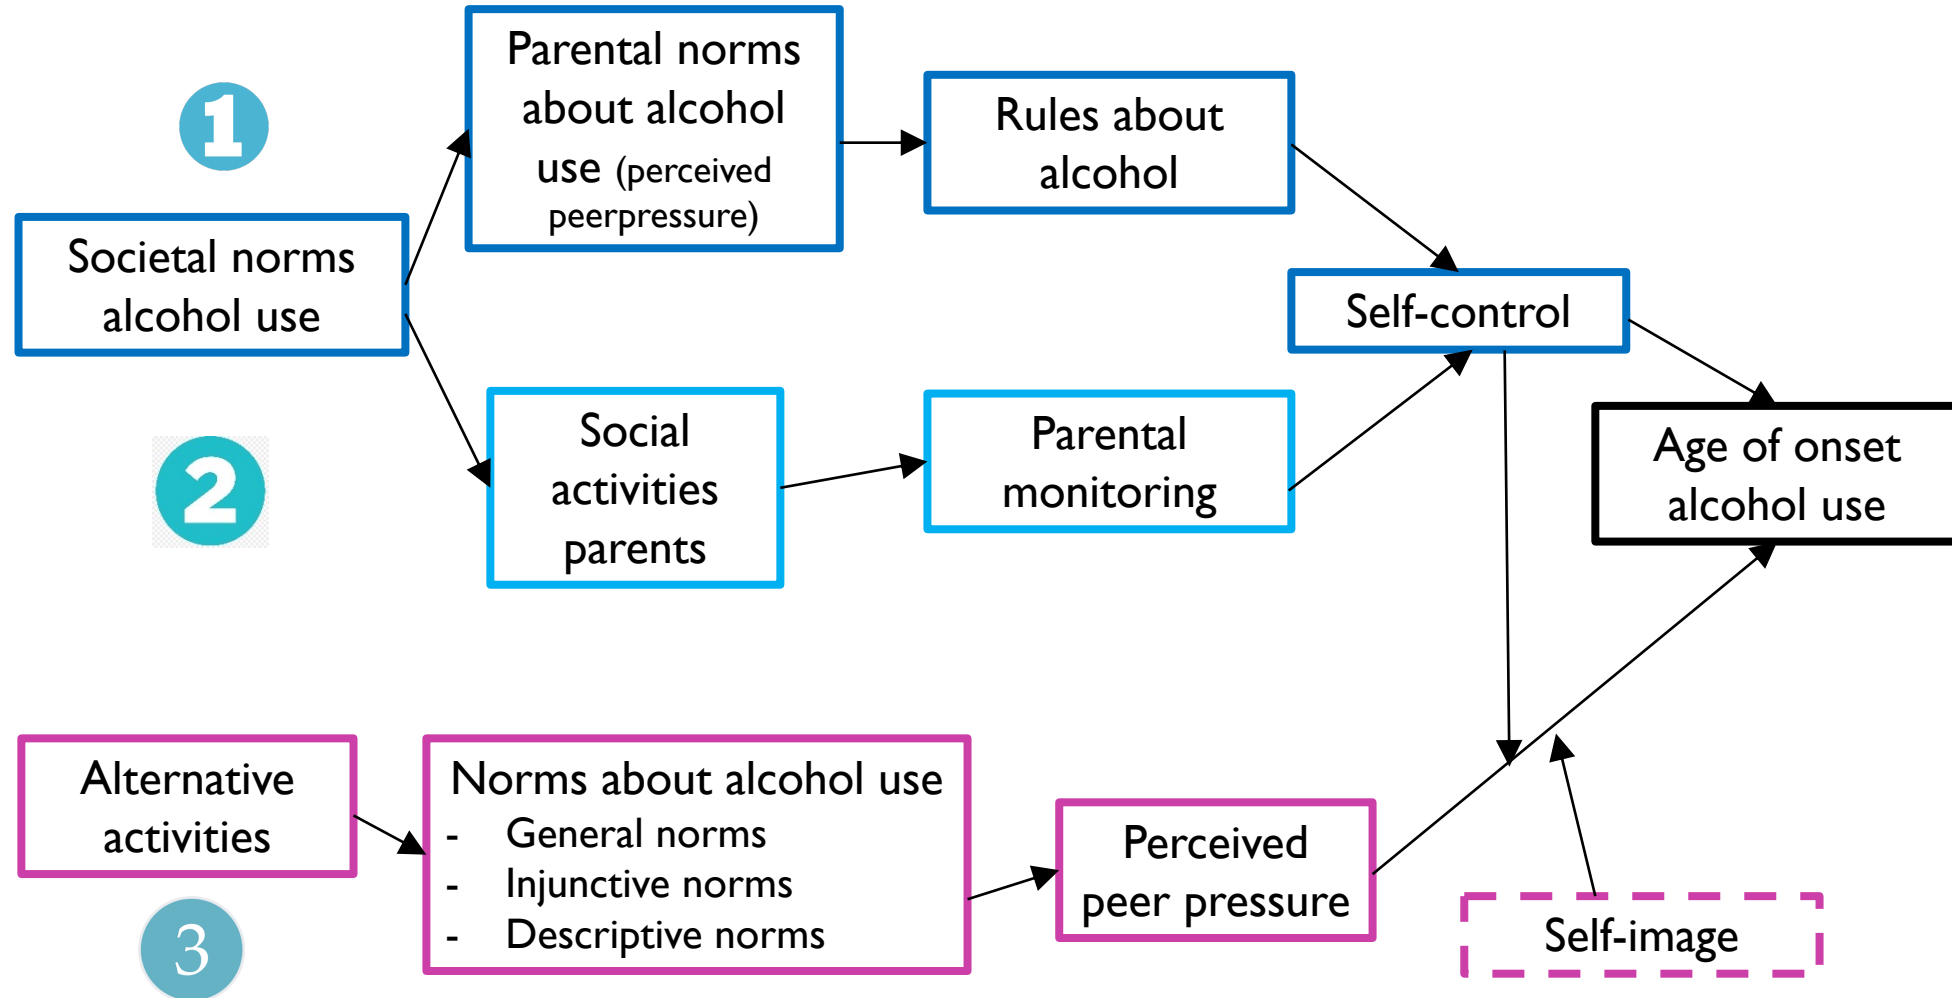 1
Parental norms
about alcohol
use (perceived
peerpressure)
Rules about
alcohol
Societal norms
alcohol use
Self-control
2
Social
activities
parents
Parental
monitoring
Age of onset
alcohol use
Alternative
activities
Norms about alcohol use
- General norms
- Injunctive norms
- Descriptive norms
Perceived
peer pressure
Self-image
3